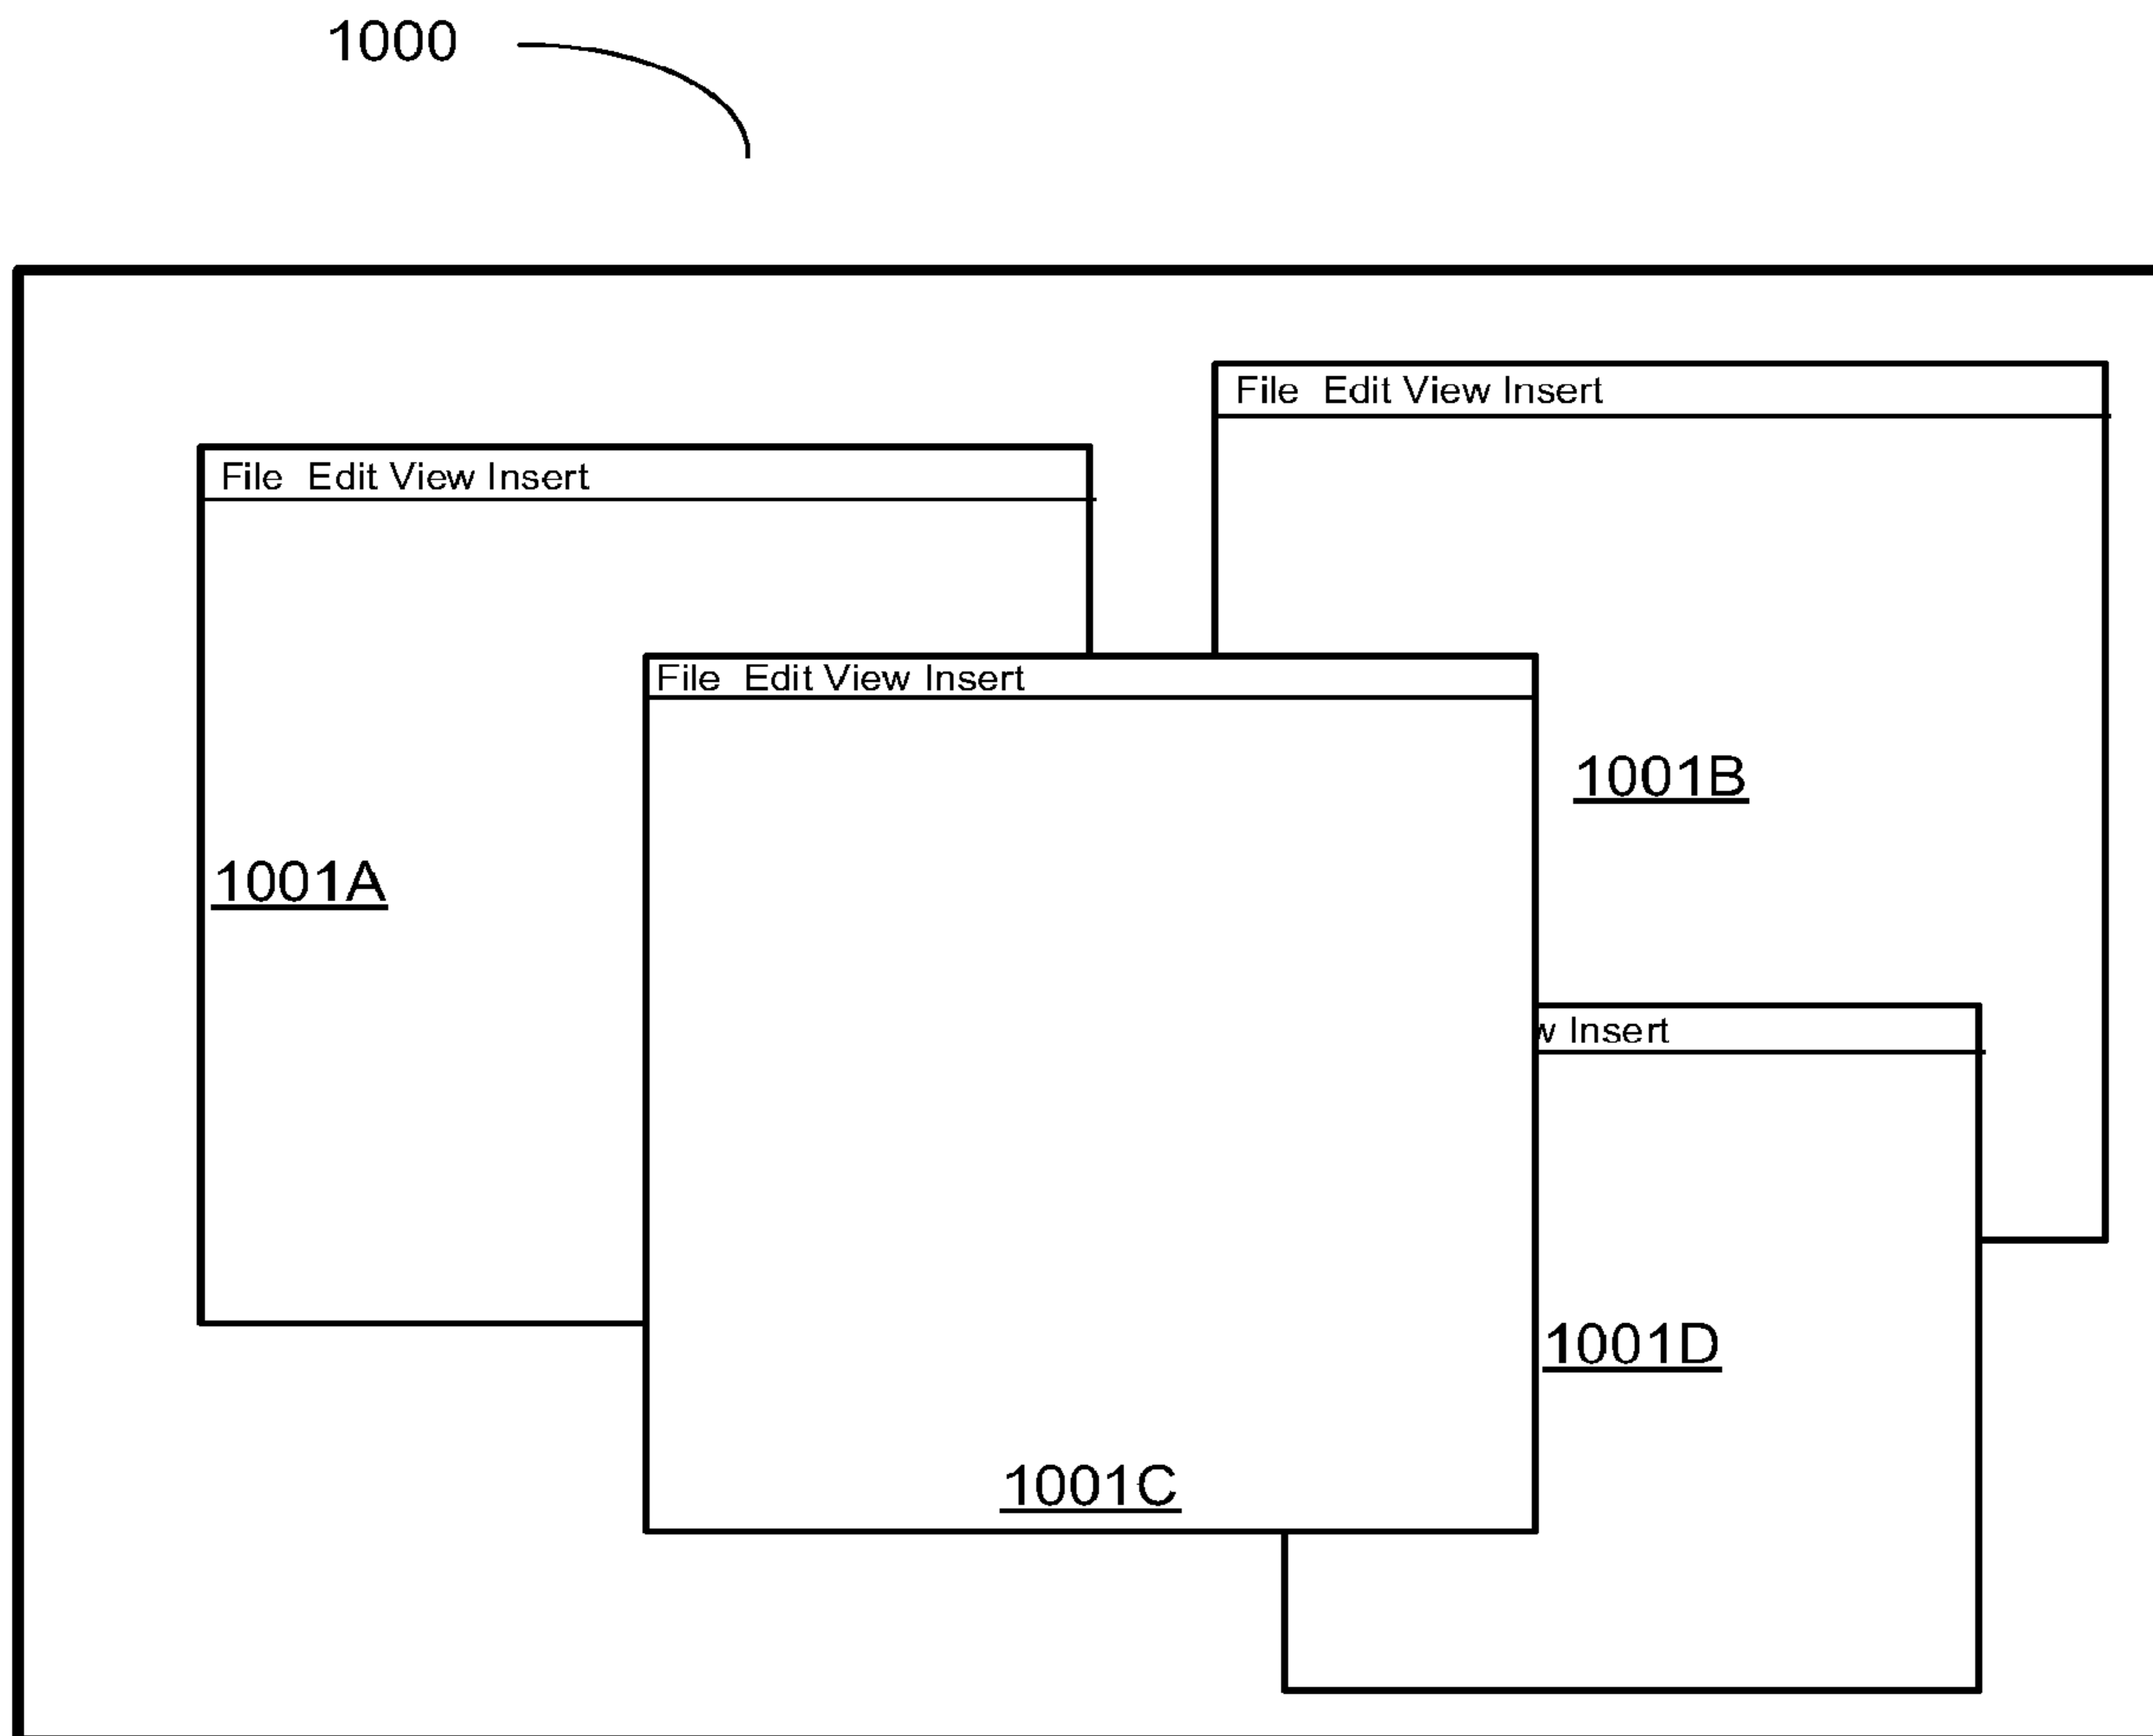 1000
File Edit View Insert
File Edit View Insert
File Edit View Insert
1001B
1001A
w Insert
1001D
1001C